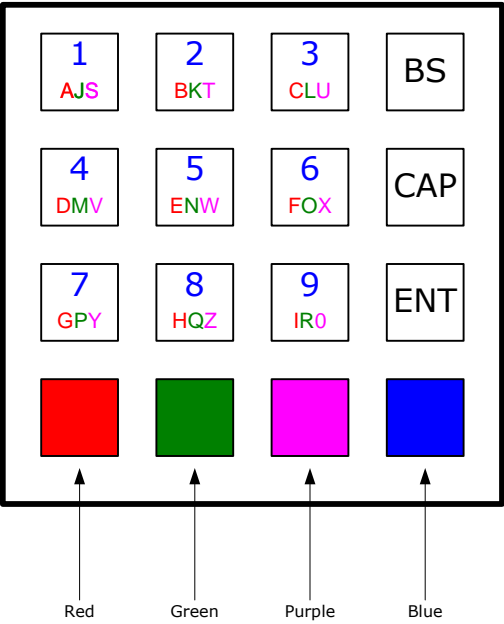 1 2 3 BS
AJS BKT CLU
4 5 6 CAP
DMV ENW FOX
7 8 9 ENT
GPY HQZ IR0
Red Green Purple Blue